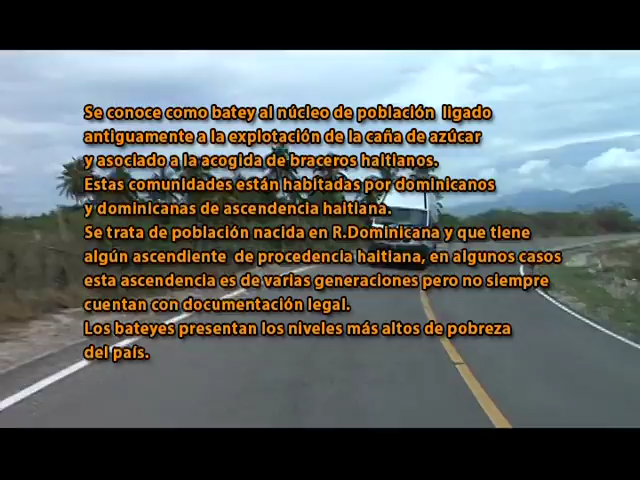 Se conoce como batey al núcleo de población ligado
antiguamente a la explotación de la caña de azúcar
y asociado a la acogida de braceros haitianos.
Estas comunidades están habitadas por dominicanos
y dominicanas de ascendencia haitiana.
Se trata de población nacida en R.Dominicana y que tiene
algún ascendiente de procedencia haitiana, en algunos casos
esta ascendencia es de varias generaciones pero no siempre
cuentan con documentación legal.
Los bateyes presentan los niveles más altos de pobreza
del país.